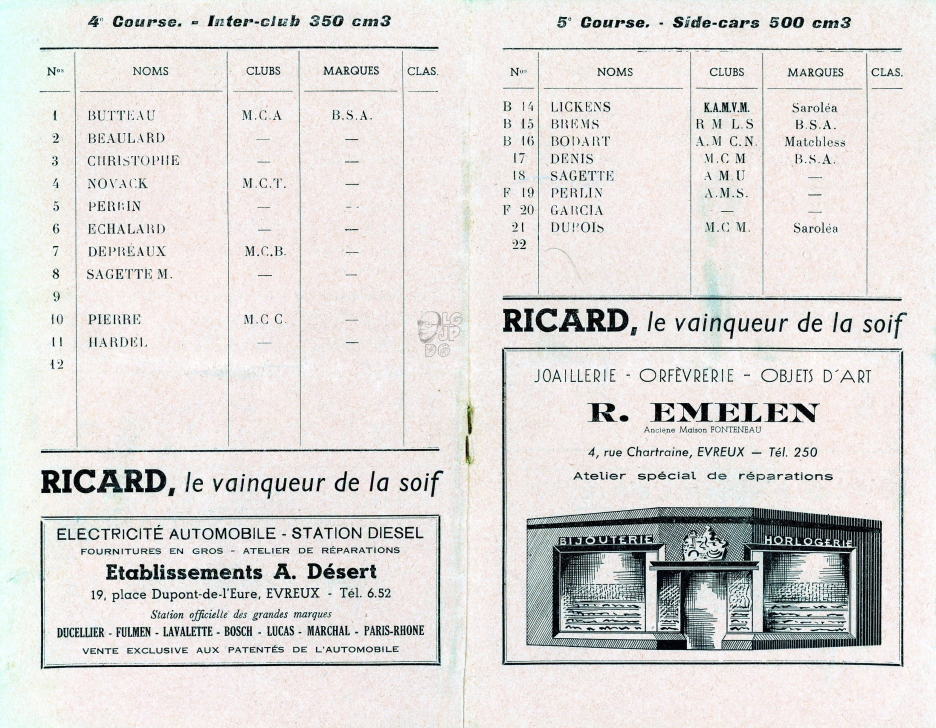 4e Course. - Inter-club 350 cm3
Nos NOMS CLUBS MARQUES CLAS.
1 BUTTEAU M.C.A B.S.A.
2 BEAULARD — —
3 CHRISTOPHE — —
4 NOVACK M.C.T. —
5 PERRIN — —
6 ECHALARD — —
7 DEPREAUX M.C.B. —
8 SAGETTE M. — —
9
10 PIERRE M.C C. —
11 HARDEL — —
12
RICARD, le vainqueur de la soif
ELECTRICITÉ AUTOMOBILE - STATION DIESEL
FOURNITURES EN GROS - ATELIER DE RÉPARATIONS
Etablissements A. Désert
19, place Dupont-de-l'Eure, EVREUX - Tél. 6.52
Station officielle des grandes marques
DUCELLIER - FULMEN - LAVALETTE - BOSCH - LUCAS - MARCHAL - PARIS-RHONE
VENTE EXCLUSIVE AUX PATENTÉS DE L'AUTOMOBILE
5e Course. - Side-cars 500 cm3
Nos NOMS CLUBS MARQUES CLAS.
B 14 LICKENS K.A.M.V.M. Saroléa
B 15 BREMS R M L.S B.S.A.
B 16 BODART A.M C.N. Matchless
17 DENIS M.C M B.S.A.
18 SAGETTE A M U —
F 19 PERLIN A.M.S. —
F 20 GARCIA — —
21 DUBOIS M.C M. Saroléa
22
RICARD, le vainqueur de la soif
JOAILLERIE - ORFÈVRERIE - OBJETS D'ART
R. EMELEN
Anciene Maison FONTENEAU
4, rue Chartraine, EVREUX — Tél. 250
Atelier spécial de réparations
BIJOUTERIE HORLOGERIE
LG
JP
DG